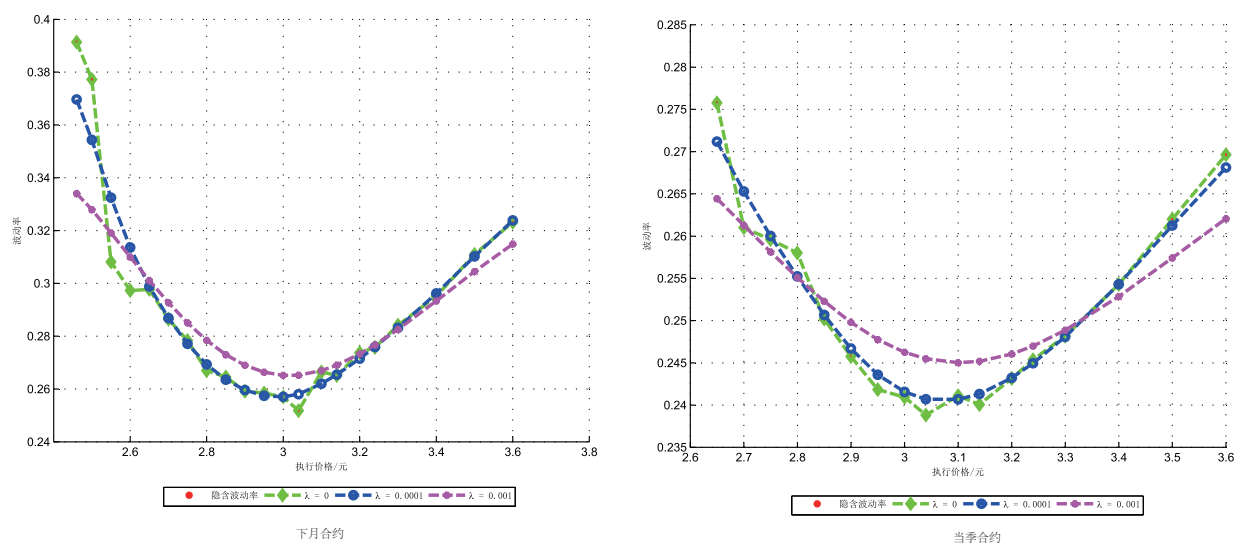 0.4
0.38
0.36
0.34
0.32
0.3
0.28
0.26
0.24
波动率
2.6 2.8 3 3.2 3.4 3.6 3.8
执行价格/元
隐含波动率 λ = 0 λ = 0.0001 λ = 0.001
下月合约
0.285
0.28
0.275
0.27
0.265
0.26
0.255
0.25
0.245
0.24
0.235
波动率
2.6 2.7 2.8 2.9 3 3.1 3.2 3.3 3.4 3.5 3.6
执行价格/元
隐含波动率 λ = 0 λ = 0.0001 λ = 0.001
当季合约